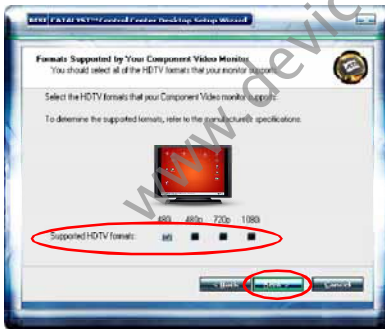 CATALYST™ Control Center Desktop Setup Wizard
Formats Supported by Your Component Video Monitor
You should select all of the HDTV formats that your monitor supports.
Select the HDTV formats that your Component Video monitor supports.
To determine the supported formats, refer to the manufacturer's specifications.
480i 480p 720p 1080i
Supported HDTV formats:
< Back Next > Cancel
www.devic